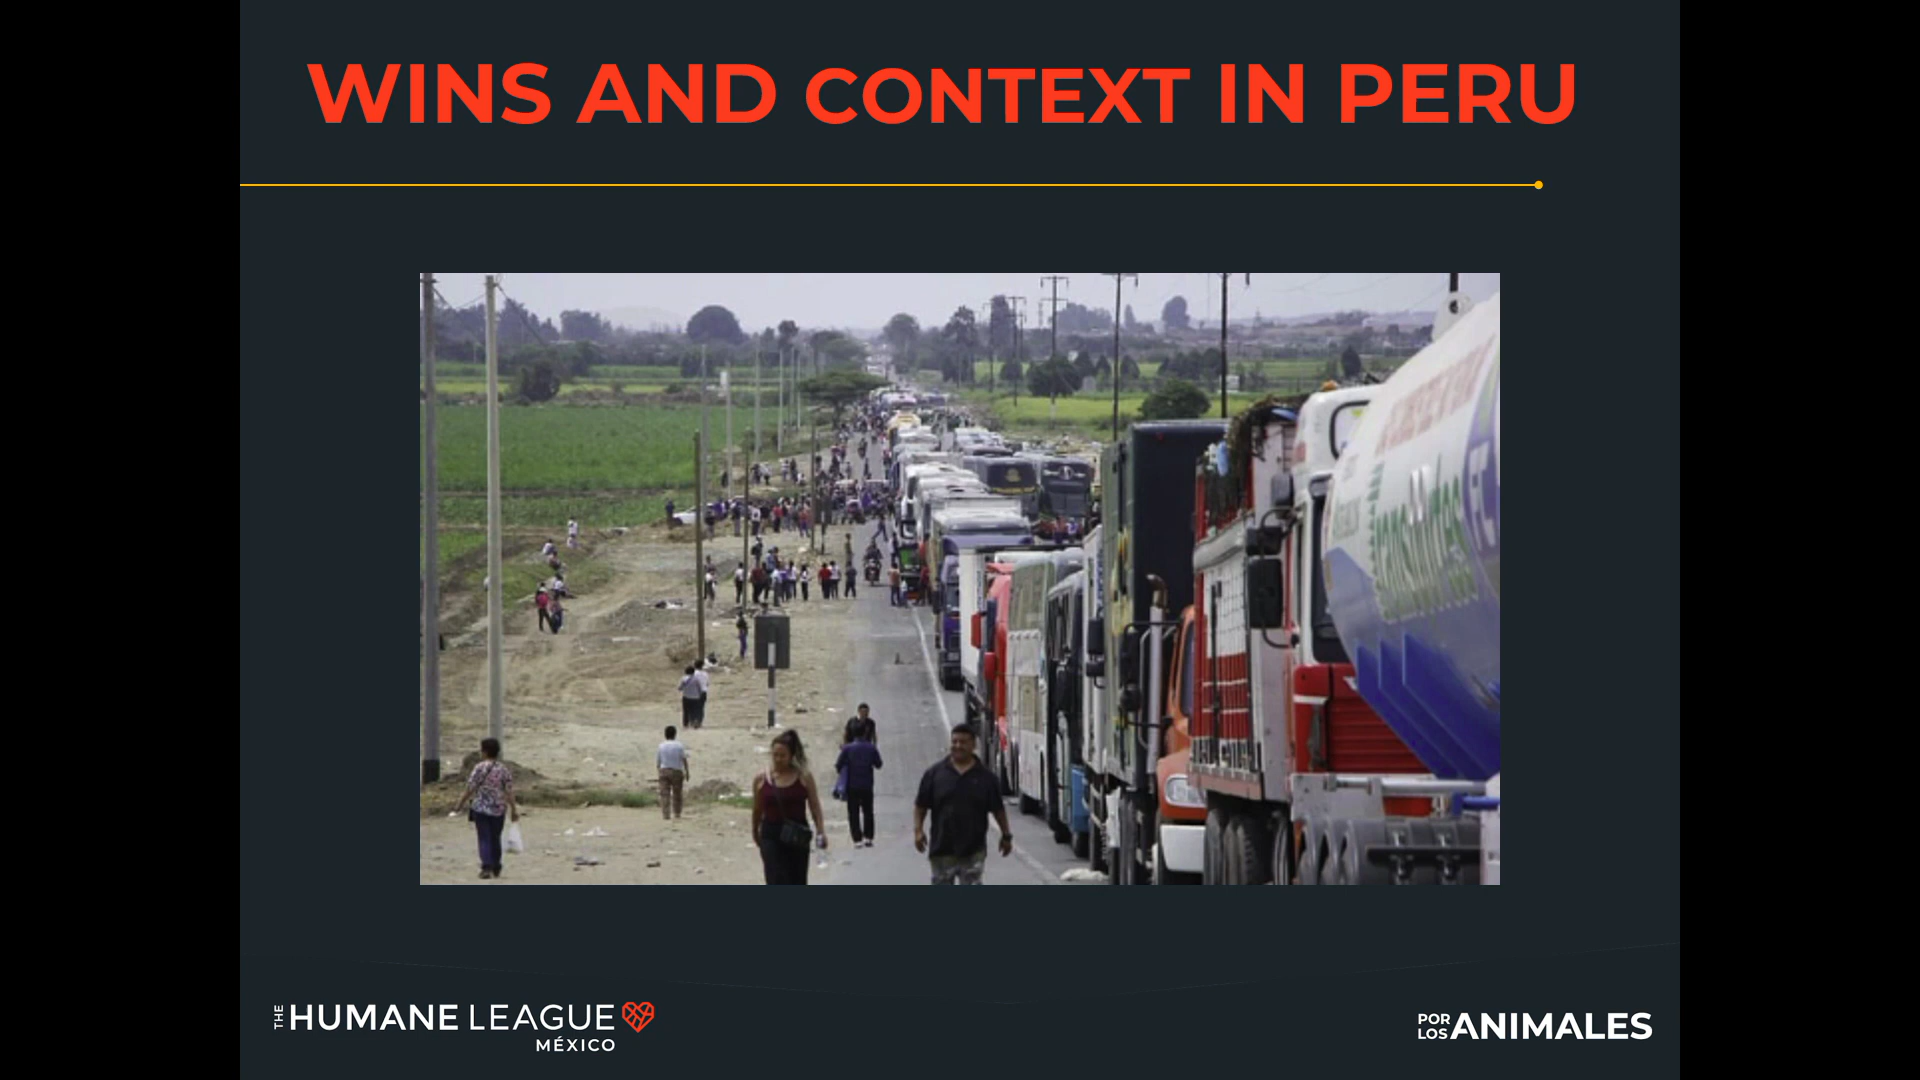 WINS AND CONTEXT IN PERU
THE HUMANE LEAGUE
MÉXICO
POR LOS ANIMALES